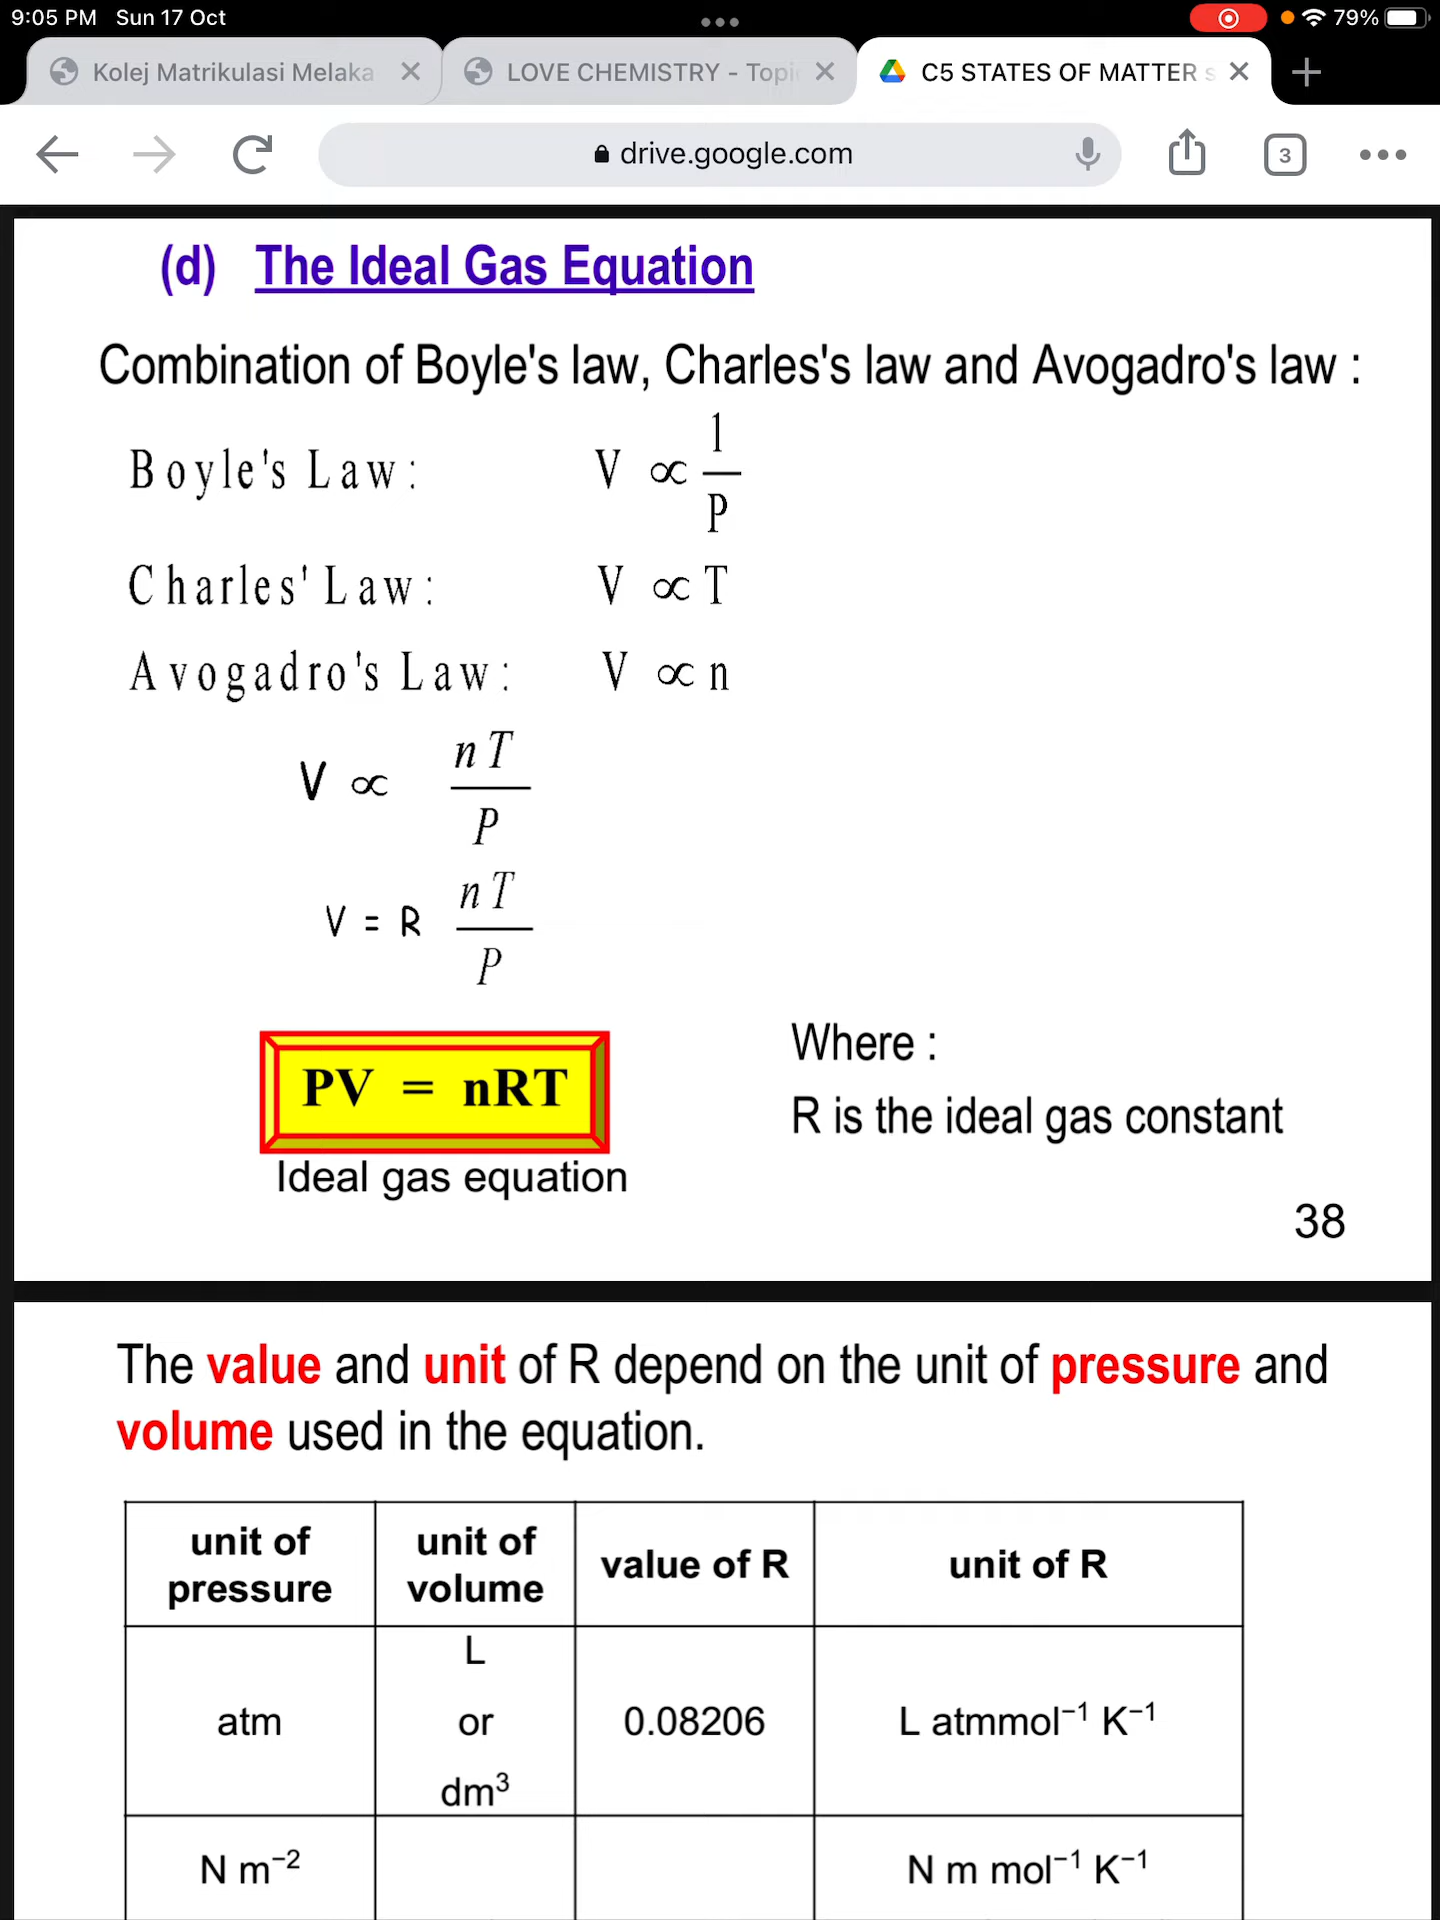 9:05 PM Sun 17 Oct
79%
Kolej Matrikulasi Melaka
LOVE CHEMISTRY - Topi
C5 STATES OF MATTER s
drive.google.com
3
(d) The Ideal Gas Equation
Combination of Boyle's law, Charles's law and Avogadro's law :
Boyle's Law: V ∝ 1/P
Charles' Law: V ∝ T
Avogadro's Law: V ∝ n
V ∝ nT/P
V = R nT/P
PV = nRT
Ideal gas equation
Where :
R is the ideal gas constant
38
The value and unit of R depend on the unit of pressure and
volume used in the equation.
unit of pressure | unit of volume | value of R | unit of R
atm | L or dm³ | 0.08206 | L atmmol⁻¹ K⁻¹
N m⁻² | | | N m mol⁻¹ K⁻¹